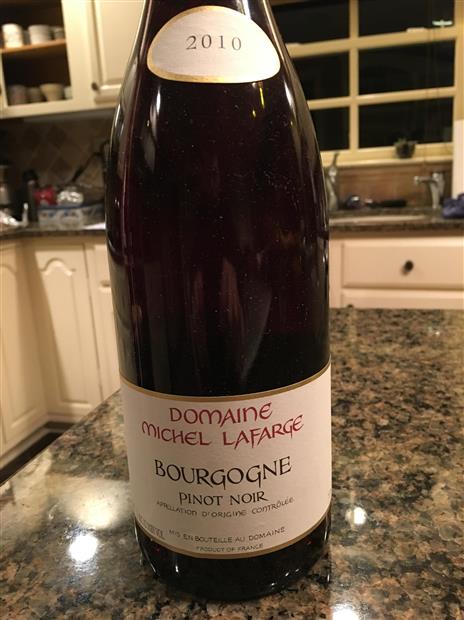 2010
DOMAINE
MICHEL LAFARGE
BOURGOGNE
PINOT NOIR
APPELLATION D'ORIGINE CONTRÔLÉE
MIS EN BOUTEILLE AU DOMAINE
PRODUCT OF FRANCE